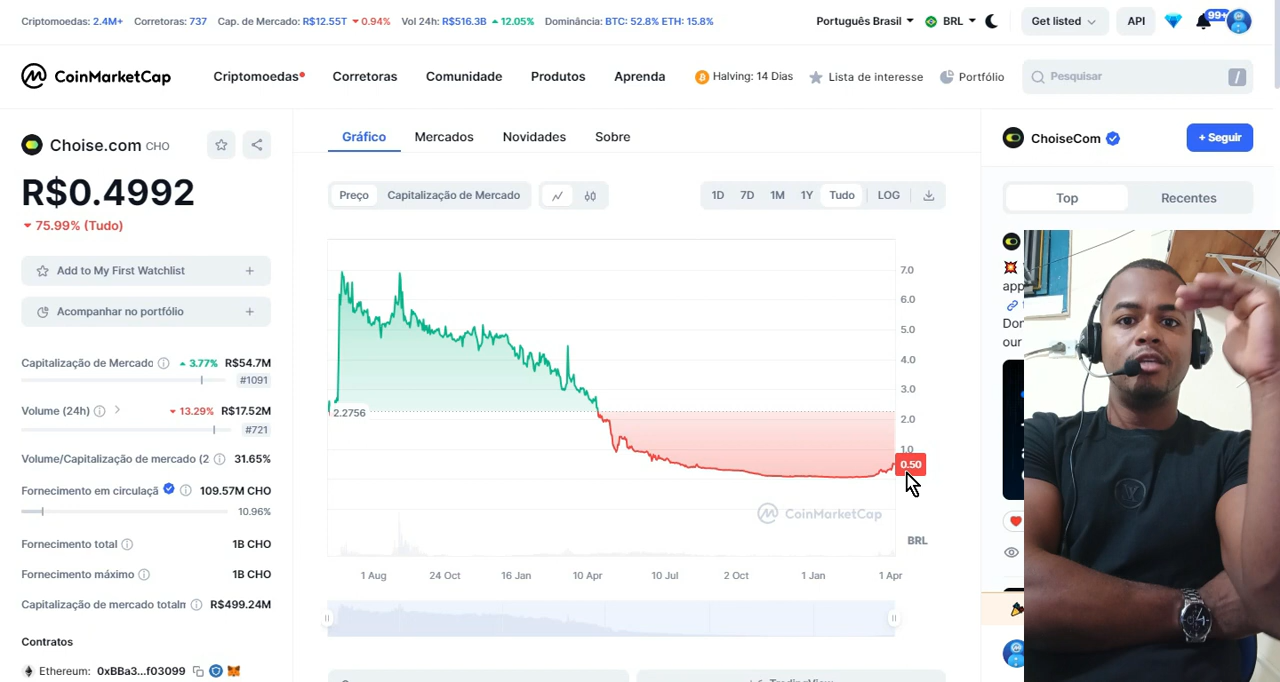 Criptomoedas: 2.4M+ Corretoras: 737 Cap. de Mercado: R$12.55T 0.94% Vol 24h: R$516.3B 12.05% Dominância: BTC: 52.8% ETH: 15.8% Português Brasil BRL Get listed API 99+
CoinMarketCap Criptomoedas Corretoras Comunidade Produtos Aprenda Halving: 14 Dias Lista de interesse Portfólio Pesquisar /
Choise.com CHO
R$0.4992
75.99% (Tudo)
Add to My First Watchlist +
Acompanhar no portfólio +
Capitalização de Mercado 3.77% R$54.7M
#1091
Volume (24h) 13.29% R$17.52M
#721
Volume/Capitalização de mercado (2 31.65%
Fornecimento em circulaçã 109.57M CHO
10.96%
Fornecimento total 1B CHO
Fornecimento máximo 1B CHO
Capitalização de mercado totalm R$499.24M
Contratos
Ethereum: 0xBBa3...f03099
Gráfico Mercados Novidades Sobre
Preço Capitalização de Mercado 1D 7D 1M 1Y Tudo LOG
7.0
6.0
5.0
4.0
3.0
2.2756
2.0
1.0
0.50
CoinMarketCap
BRL
1 Aug 24 Oct 16 Jan 10 Apr 10 Jul 2 Oct 1 Jan 1 Apr
ChoiseCom + Seguir
Top Recentes
app
our